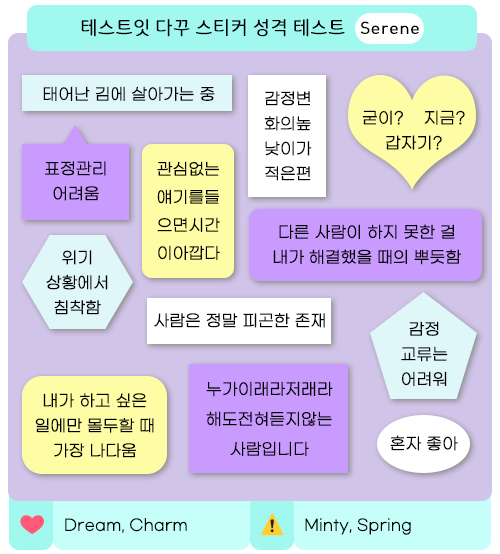 테스트잇 다꾸 스티커 성격 테스트 Serene
태어난 김에 살아가는 중
감정변
화의높
낮이가
적은편
굳이? 지금?
갑자기?
표정관리
어려움
관심없는
얘기를들
으면시간
이아깝다
다른 사람이 하지 못한 걸
내가 해결했을 때의 뿌듯함
위기
상황에서
침착함
사람은 정말 피곤한 존재
감정
교류는
어려워
내가 하고 싶은
일에만 몰두할 때
가장 나다움
누가이래라저래라
해도전혀듣지않는
사람입니다
혼자 좋아
Dream, Charm
Minty, Spring